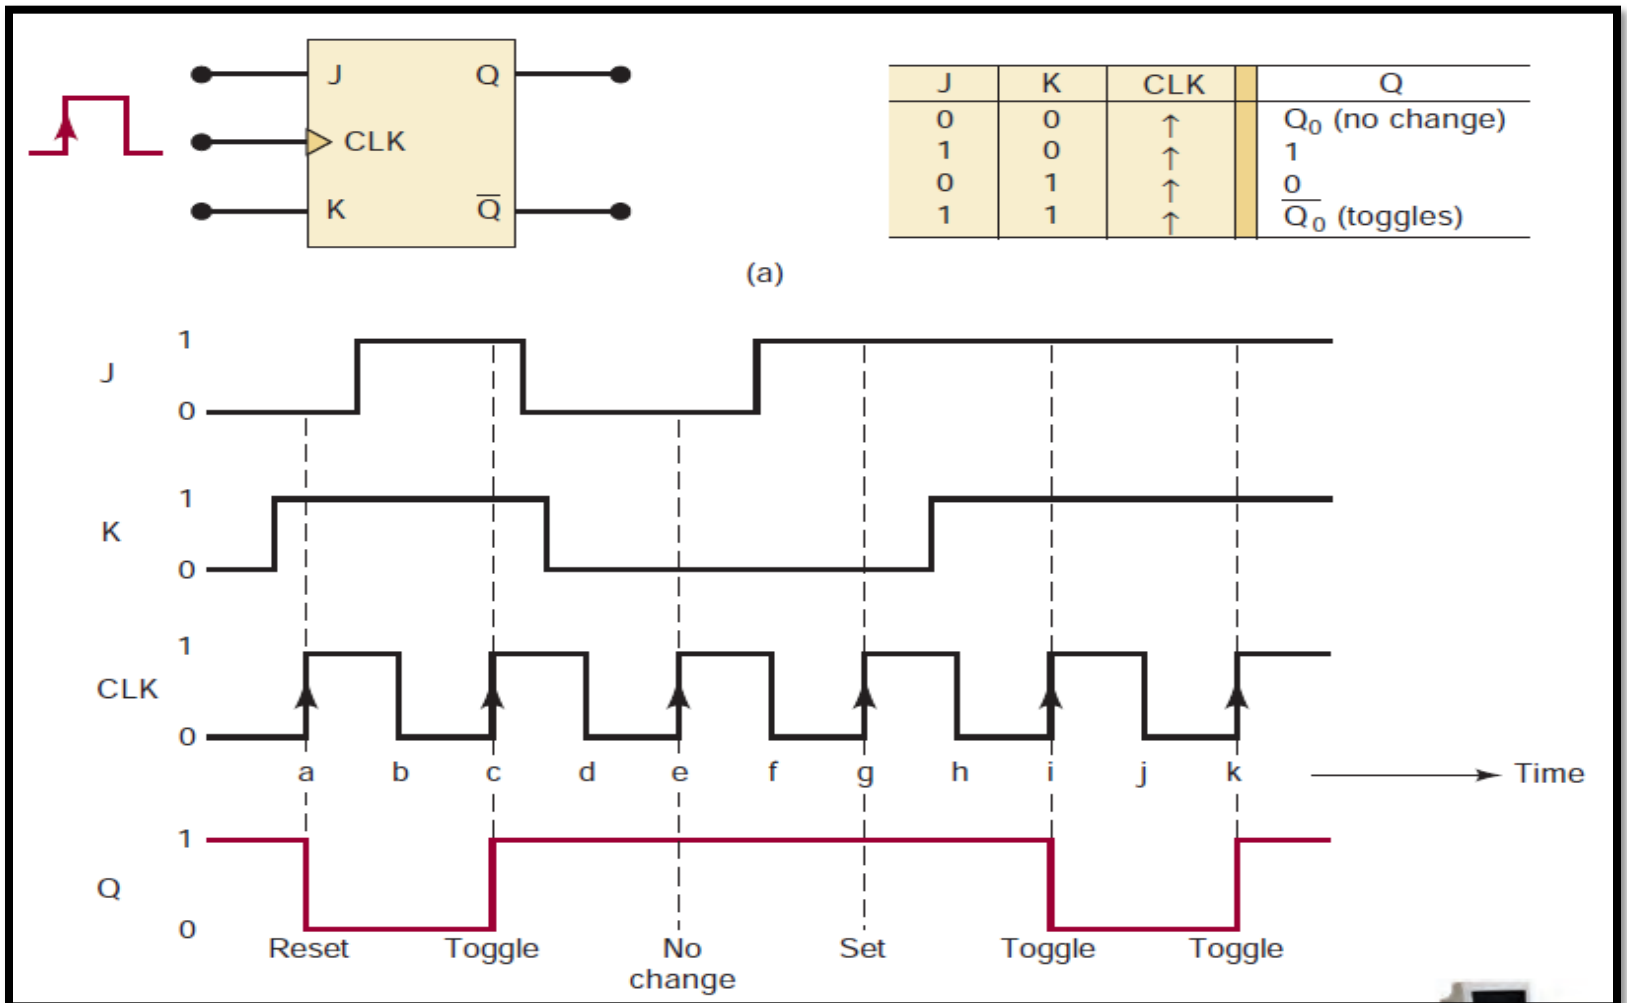 J Q
CLK
K Q̅
J K CLK Q
0 0 ↑ Q₀ (no change)
1 0 ↑ 1
0 1 ↑ 0
1 1 ↑ Q̅₀ (toggles)
(a)
1
J
0
1
K
0
1
CLK
0
a b c d e f g h i j k Time
1
Q
0
Reset Toggle No change Set Toggle Toggle